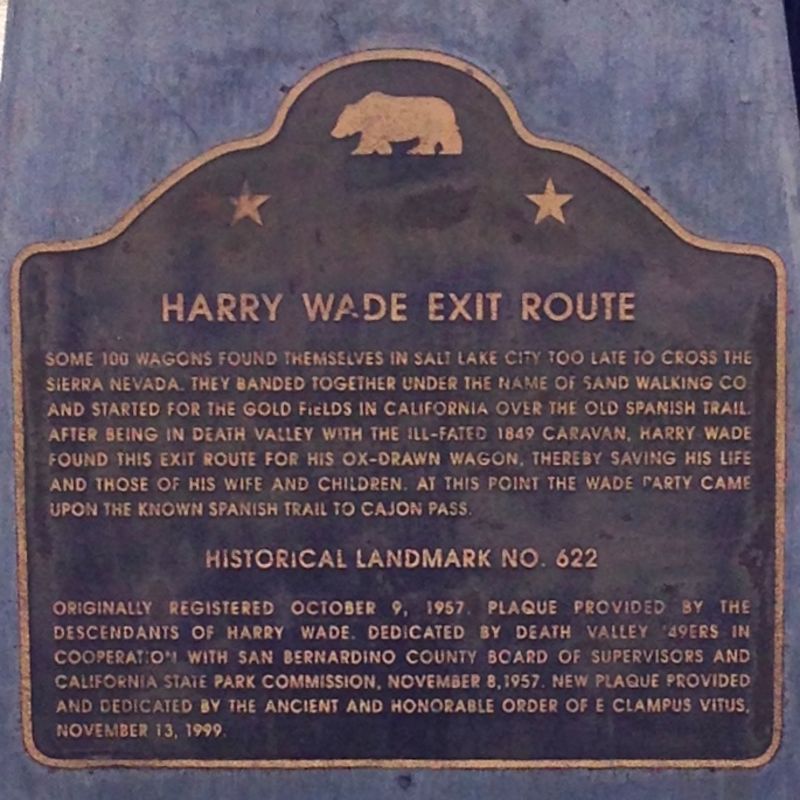 HARRY WADE EXIT ROUTE
SOME 100 WAGONS FOUND THEMSELVES IN SALT LAKE CITY TOO LATE TO CROSS THE
SIERRA NEVADA. THEY BANDED TOGETHER UNDER THE NAME OF SAND WALKING CO
AND STARTED FOR THE GOLD FIELDS IN CALIFORNIA OVER THE OLD SPANISH TRAIL.
AFTER BEING IN DEATH VALLEY WITH THE ILL-FATED 1849 CARAVAN, HARRY WADE
FOUND THIS EXIT ROUTE FOR HIS OX-DRAWN WAGON, THEREBY SAVING HIS LIFE
AND THOSE OF HIS WIFE AND CHILDREN. AT THIS POINT THE WADE PARTY CAME
UPON THE KNOWN SPANISH TRAIL TO CAJON PASS.
HISTORICAL LANDMARK NO. 622
ORIGINALLY REGISTERED OCTOBER 9, 1957. PLAQUE PROVIDED BY THE
DESCENDANTS OF HARRY WADE. DEDICATED BY DEATH VALLEY '49ERS IN
COOPERATION WITH SAN BERNARDINO COUNTY BOARD OF SUPERVISORS AND
CALIFORNIA STATE PARK COMMISSION, NOVEMBER 8,1957. NEW PLAQUE PROVIDED
AND DEDICATED BY THE ANCIENT AND HONORABLE ORDER OF E CLAMPUS VITUS,
NOVEMBER 13, 1999.